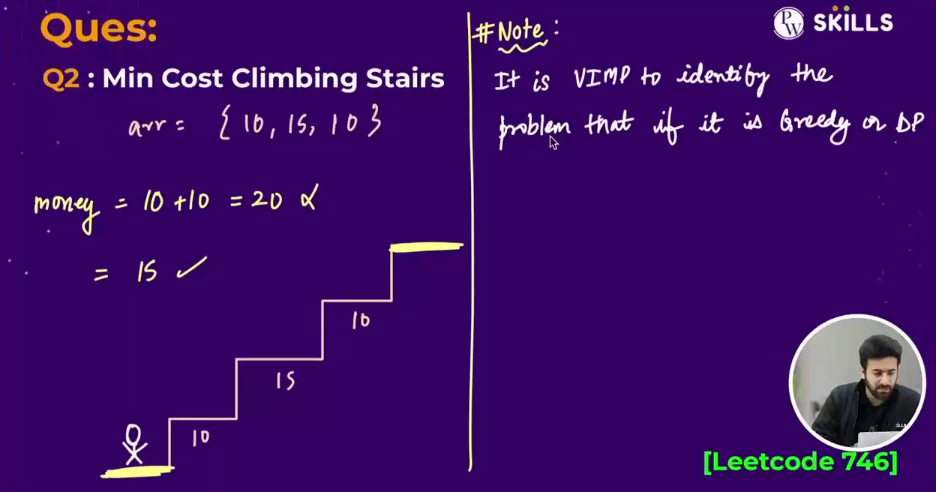 Ques:
Q2 : Min Cost Climbing Stairs
arr = {10, 15, 10}
money = 10 + 10 = 20
= 15 ✓
10
15
10
# Note :
It is VIMP to identify the
problem that if it is Greedy or DP
PW SKILLS
[Leetcode 746]